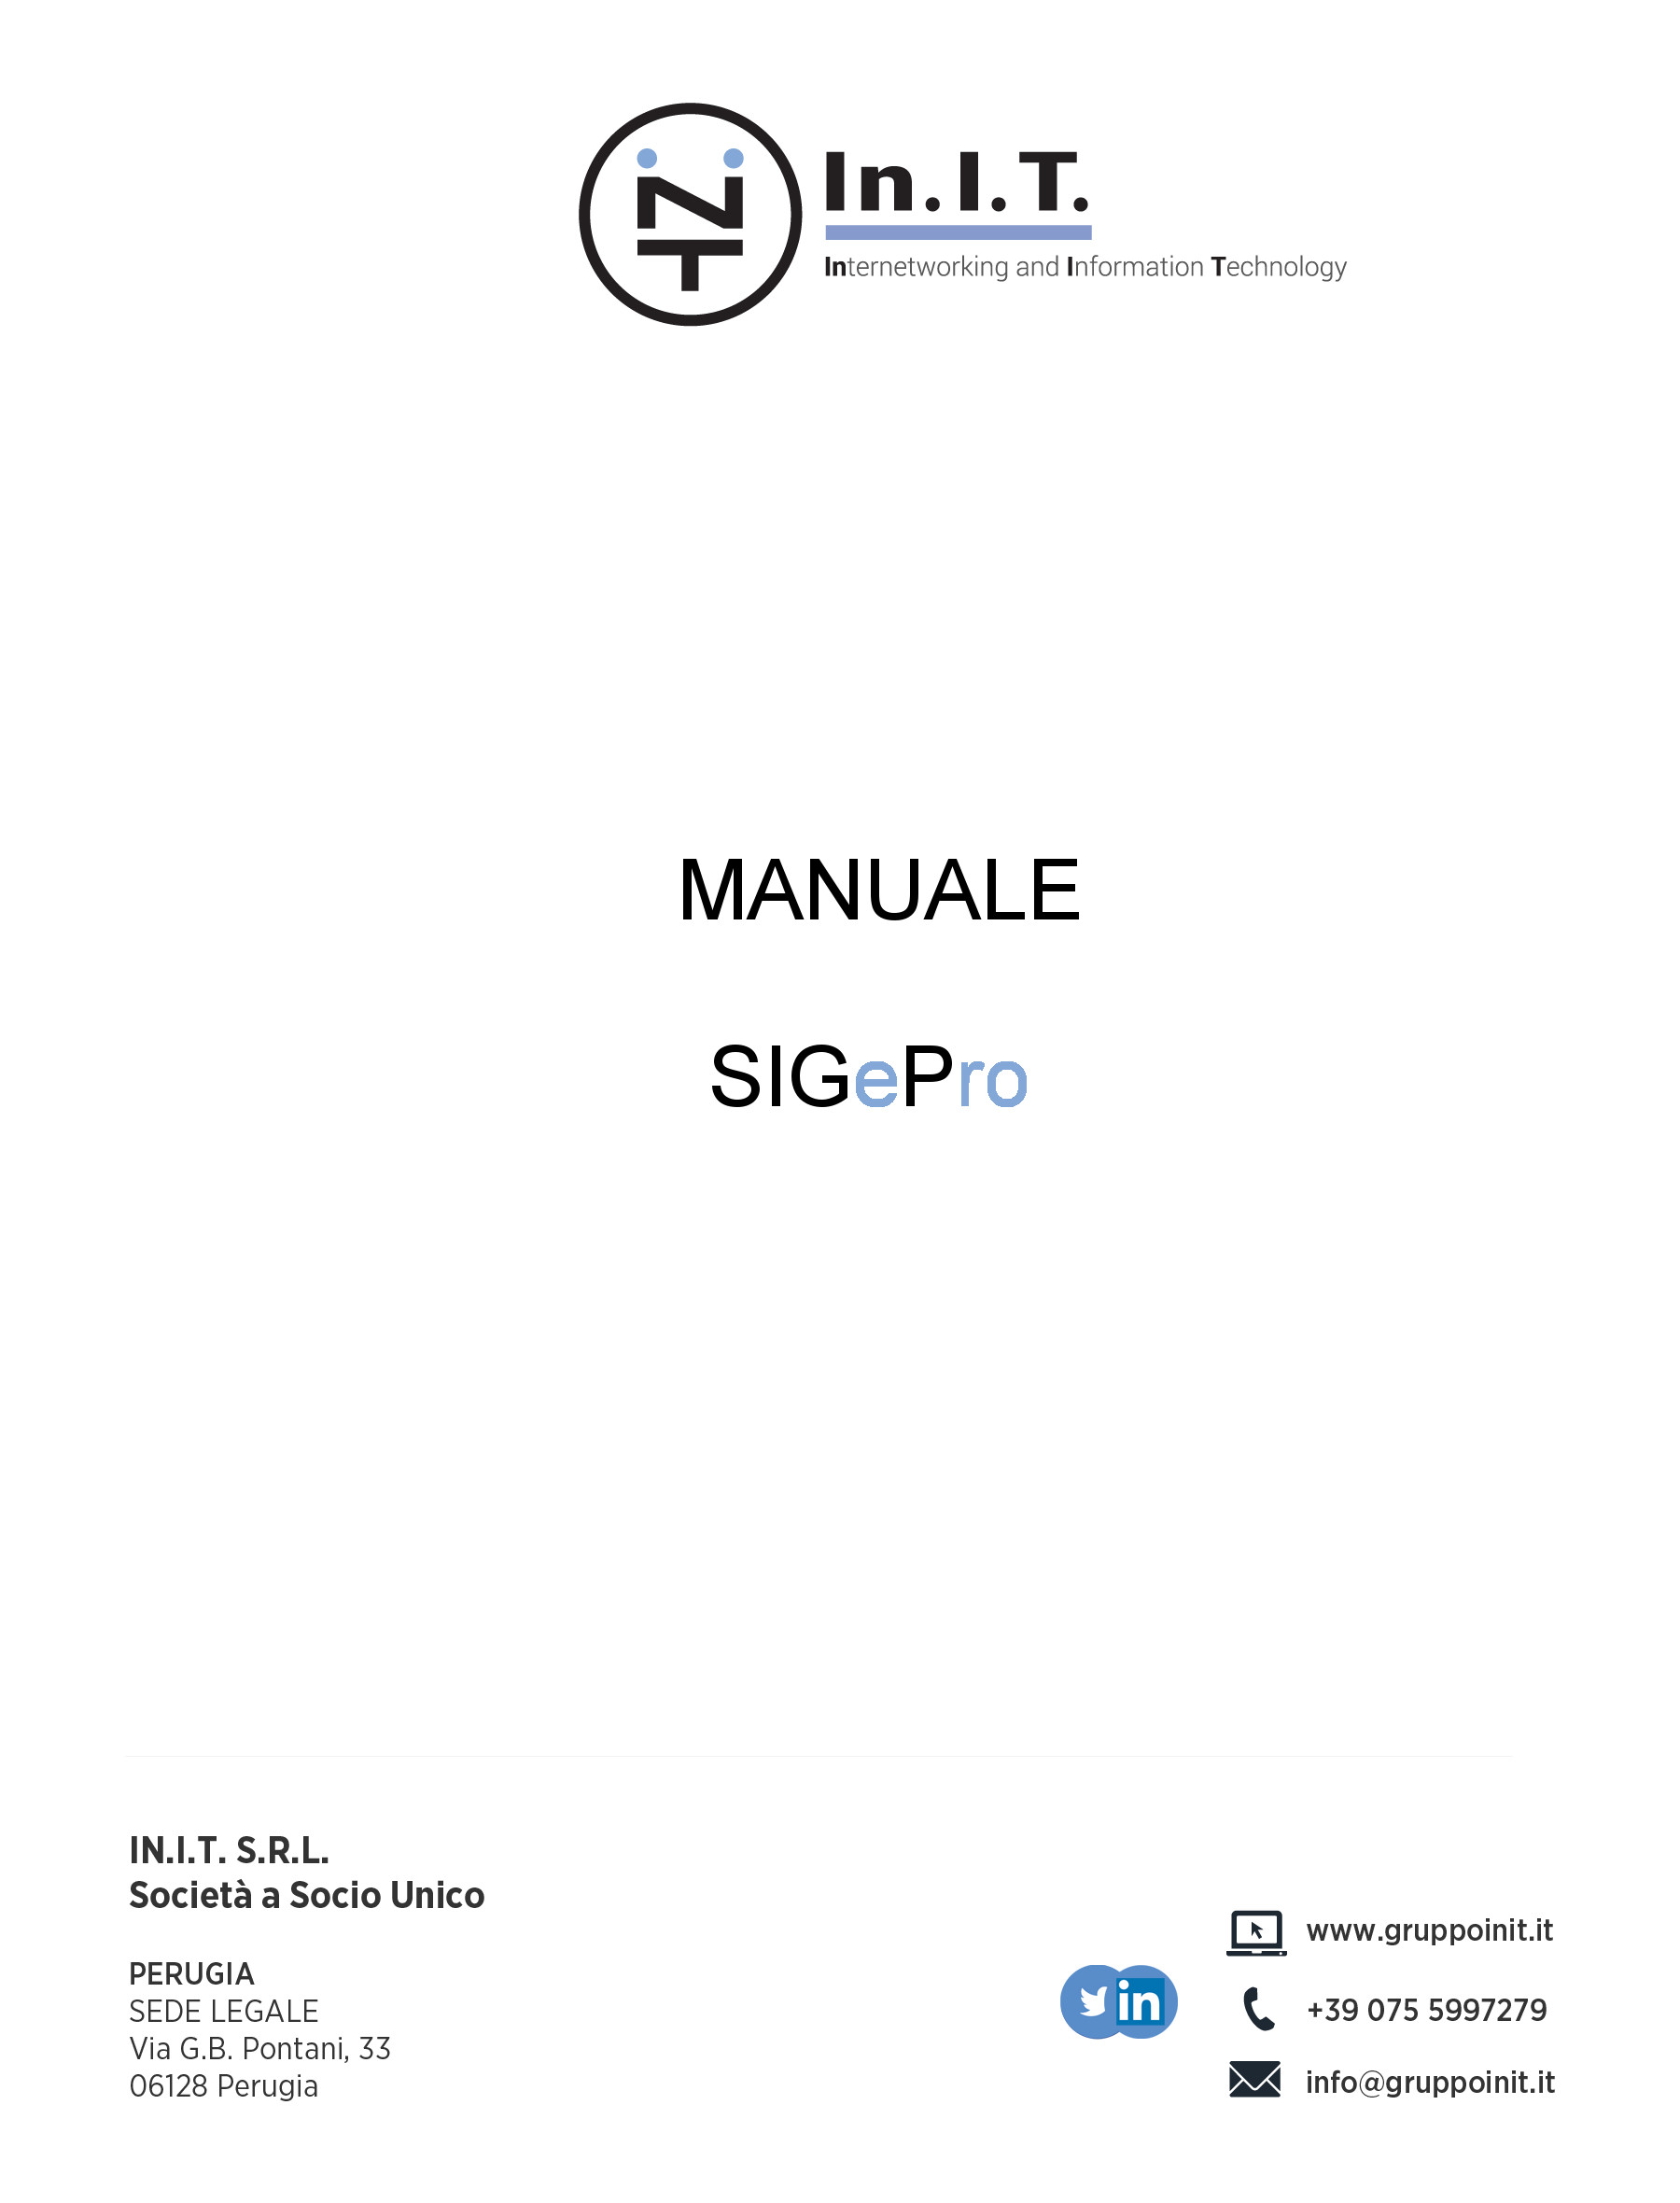 In.I.T.
Internetworking and Information Technology
MANUALE
SIGePro
IN.I.T. S.R.L.
Società a Socio Unico
PERUGIA
SEDE LEGALE
Via G.B. Pontani, 33
06128 Perugia
in
www.gruppoinit.it
+39 075 5997279
info@gruppoinit.it